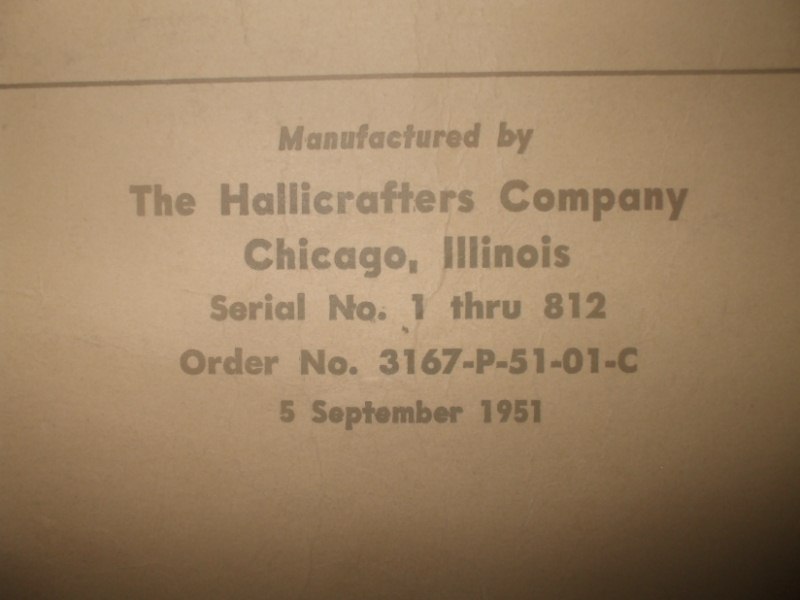 Manufactured by
The Hallicrafters Company
Chicago, Illinois
Serial No. 1 thru 812
Order No. 3167-P-51-01-C
5 September 1951